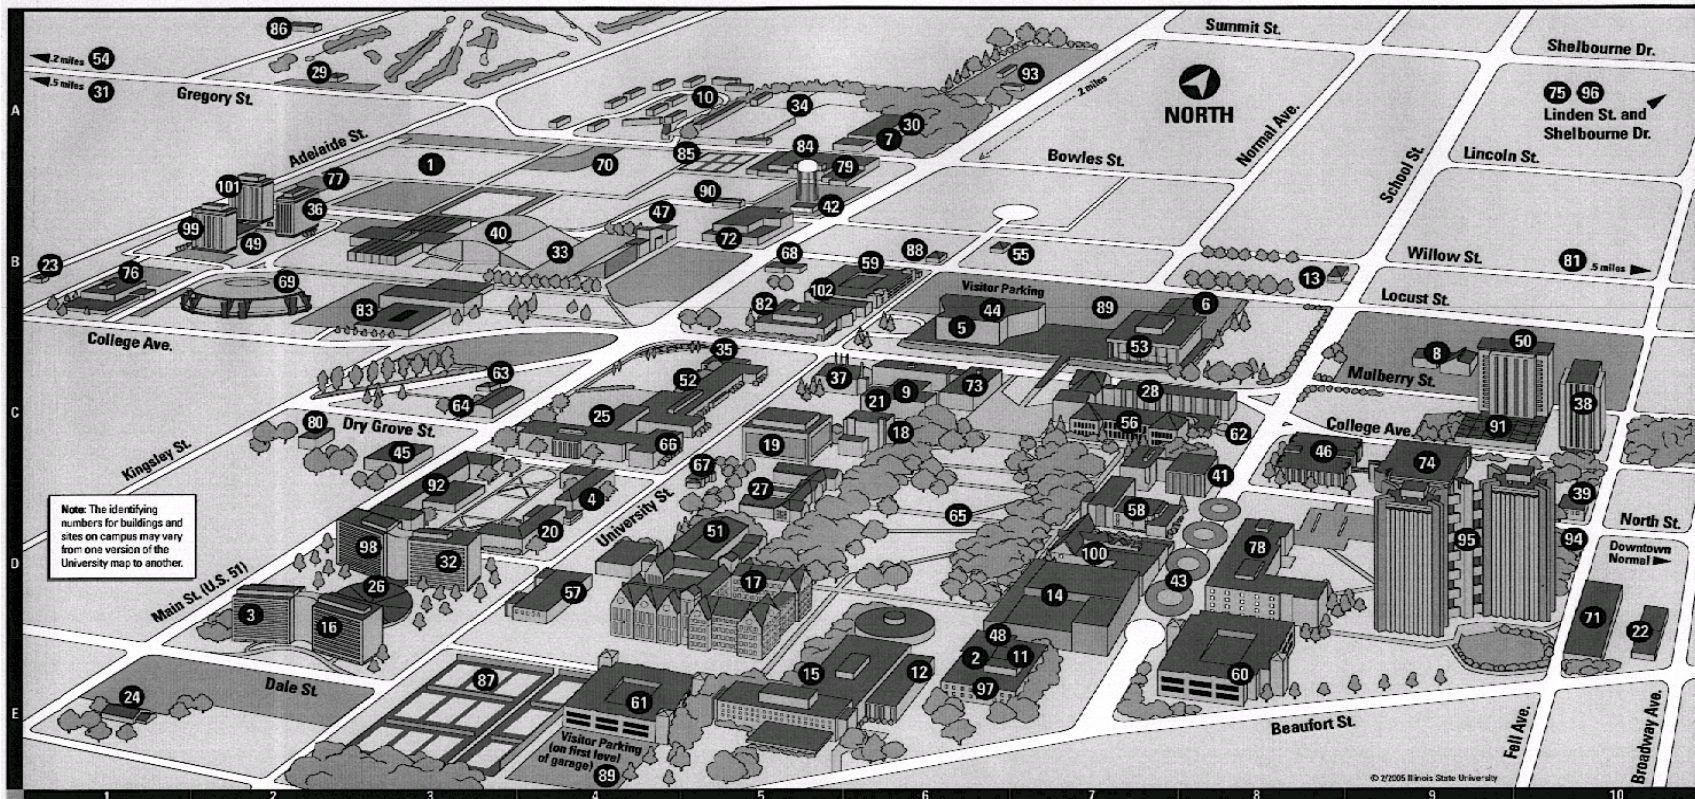 86
Summit St.
.2 miles 54
Shelbourne Dr.
29
93
.5 miles 31
.2 miles
75 96
Gregory St.
10
34
NORTH
Linden St. and
Shelbourne Dr.
A
30
7
Normal Ave.
Adelaide St.
84
85
79
Bowles St.
School St.
Lincoln St.
1
70
77
101
90
36
42
47
99
40
49
72
33
B
23
76
68
59
88
55
Willow St.
81 .5 miles
69
13
102
Visitor Parking
Locust St.
82
44
89
6
83
5
College Ave.
53
50
35
8
63
37
52
Mulberry St.
9
73
28
64
21
38
C
25
80
Dry Grove St.
56
College Ave.
91
18
62
66
19
Kingsley St.
45
46
74
67
41
92
27
39
4
Note: The identifying
numbers for buildings and
sites on campus may vary
from one version of the
University map to another.
58
65
University St.
North St.
20
51
98
95
94
Downtown
Normal
78
100
D
32
17
43
26
57
14
Main St. (U.S. 51)
3
16
71
22
48
2
11
15
12
60
87
97
Dale St.
24
61
E
Beaufort St.
Fell Ave.
Broadway Ave.
Visitor Parking
(on first level
of garage)
89
© 2/2005 Illinois State University
1 2 3 4 5 6 7 8 9 10